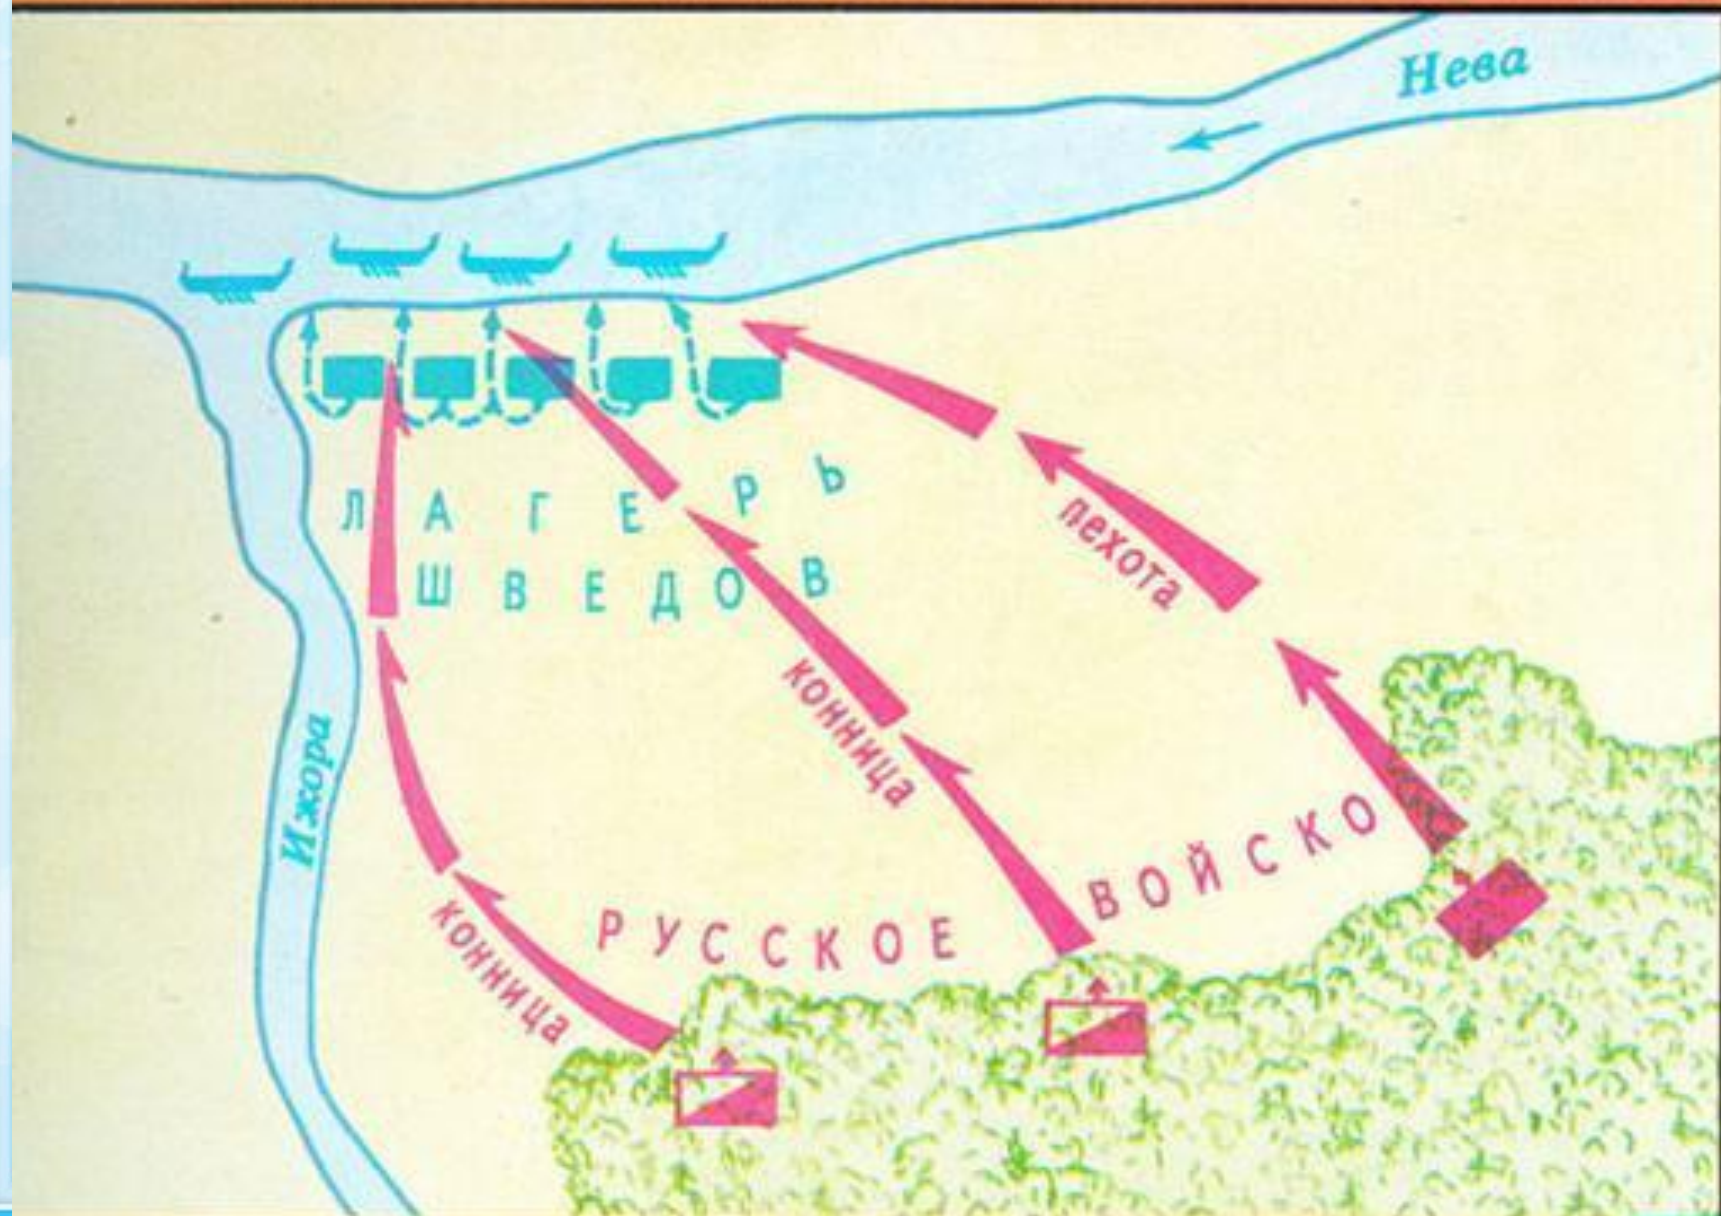 Нева
ЛАГЕРЬ
ШВЕДОВ
пехота
конница
Ижора
РУССКОЕ ВОЙСКО
конница